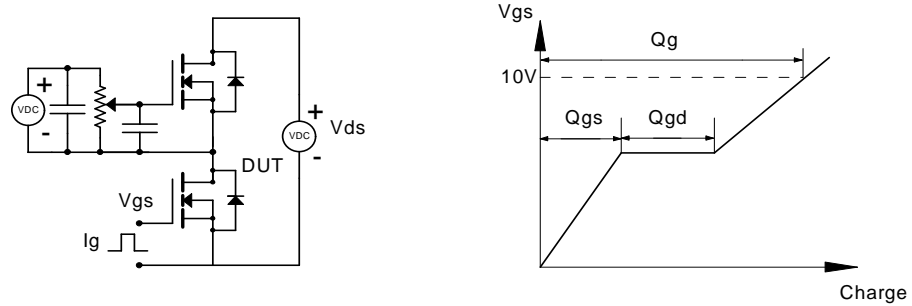 +
VDC
-
+
VDC
-
Vds
DUT
Vgs
Ig
Vgs
Qg
10V
Qgs
Qgd
Charge